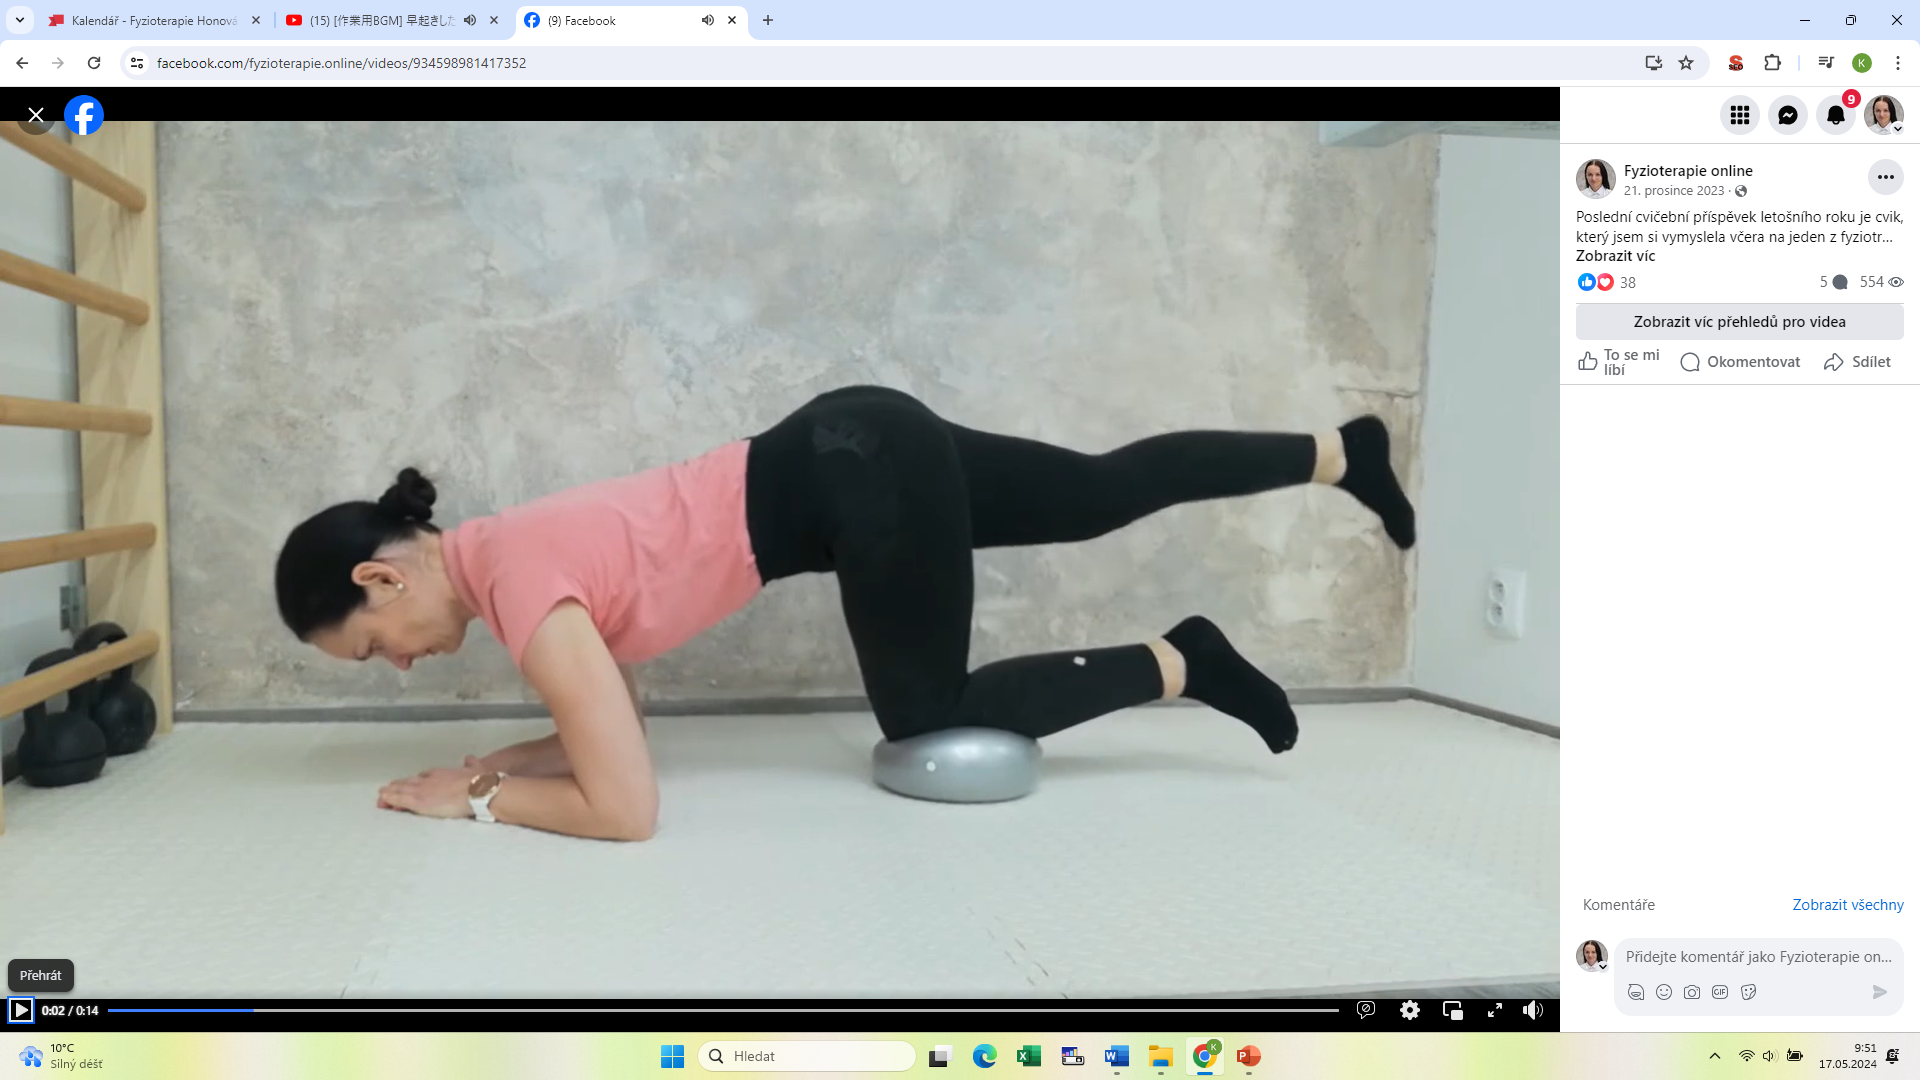 Kalendář - Fyzioterapie Honová
(15) [作業用BGM] 早起きした
(9) Facebook
facebook.com/fyzioterapie.online/videos/934598981417352
SEO
K
9
Fyzioterapie online
21. prosince 2023 ·
Poslední cvičební příspěvek letošního roku je cvik,
který jsem si vymyslela včera na jeden z fyziotr...
Zobrazit víc
38
5
554
Zobrazit víc přehledů pro videa
To se mi
líbí
Okomentovat
Sdílet
Komentáře
Zobrazit všechny
Přidejte komentář jako Fyzioterapie on...
GIF
Přehrát
0:02 / 0:14
10°C
Silný déšť
Hledat
K
9:51
17.05.2024